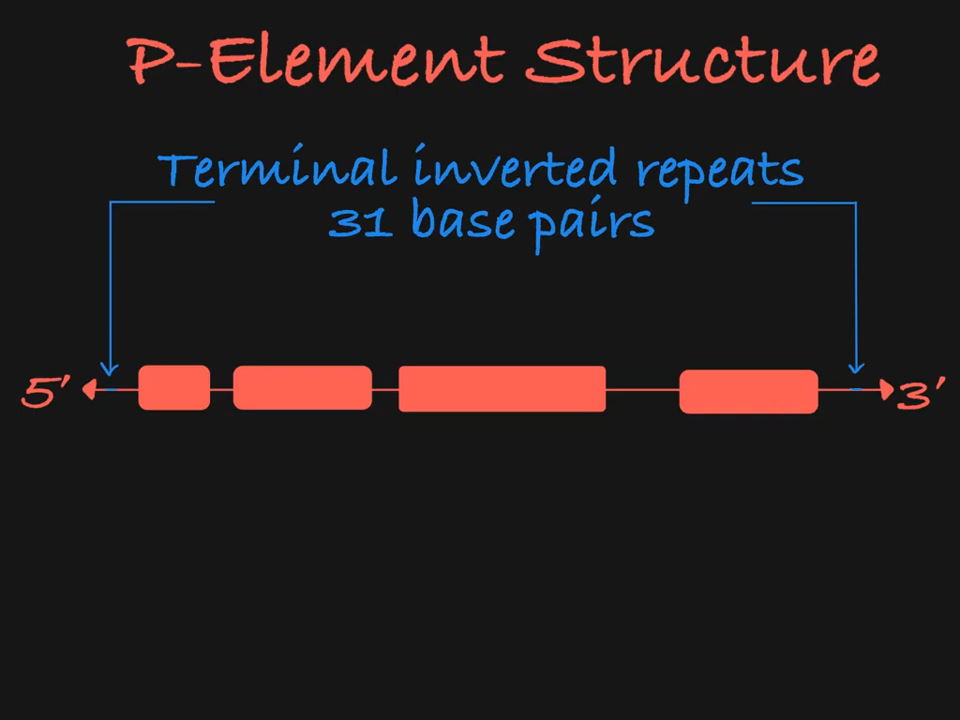 P-Element Structure
Terminal inverted repeats
31 base pairs
5' 3'